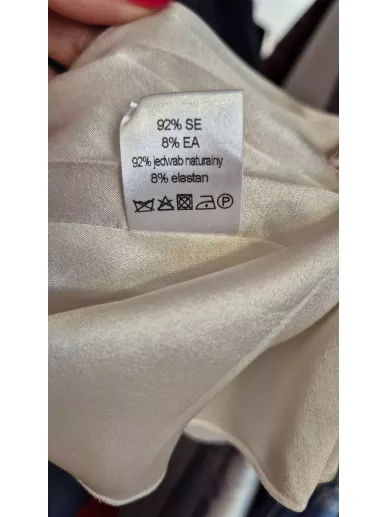 92% SE
8% EA
92% jedwab naturalny
8% elastan
P